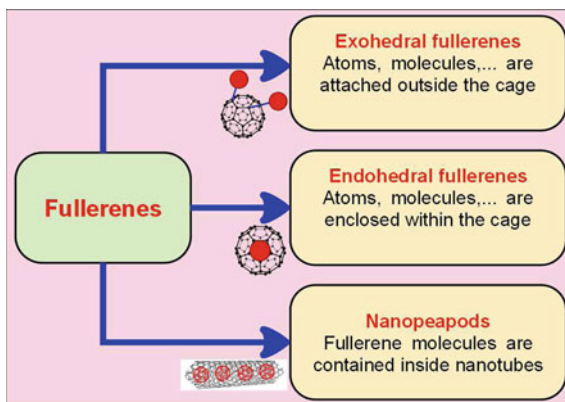 Exohedral fullerenes
Atoms, molecules,... are
attached outside the cage
Fullerenes
Endohedral fullerenes
Atoms, molecules,... are
enclosed within the cage
Nanopeapods
Fullerene molecules are
contained inside nanotubes